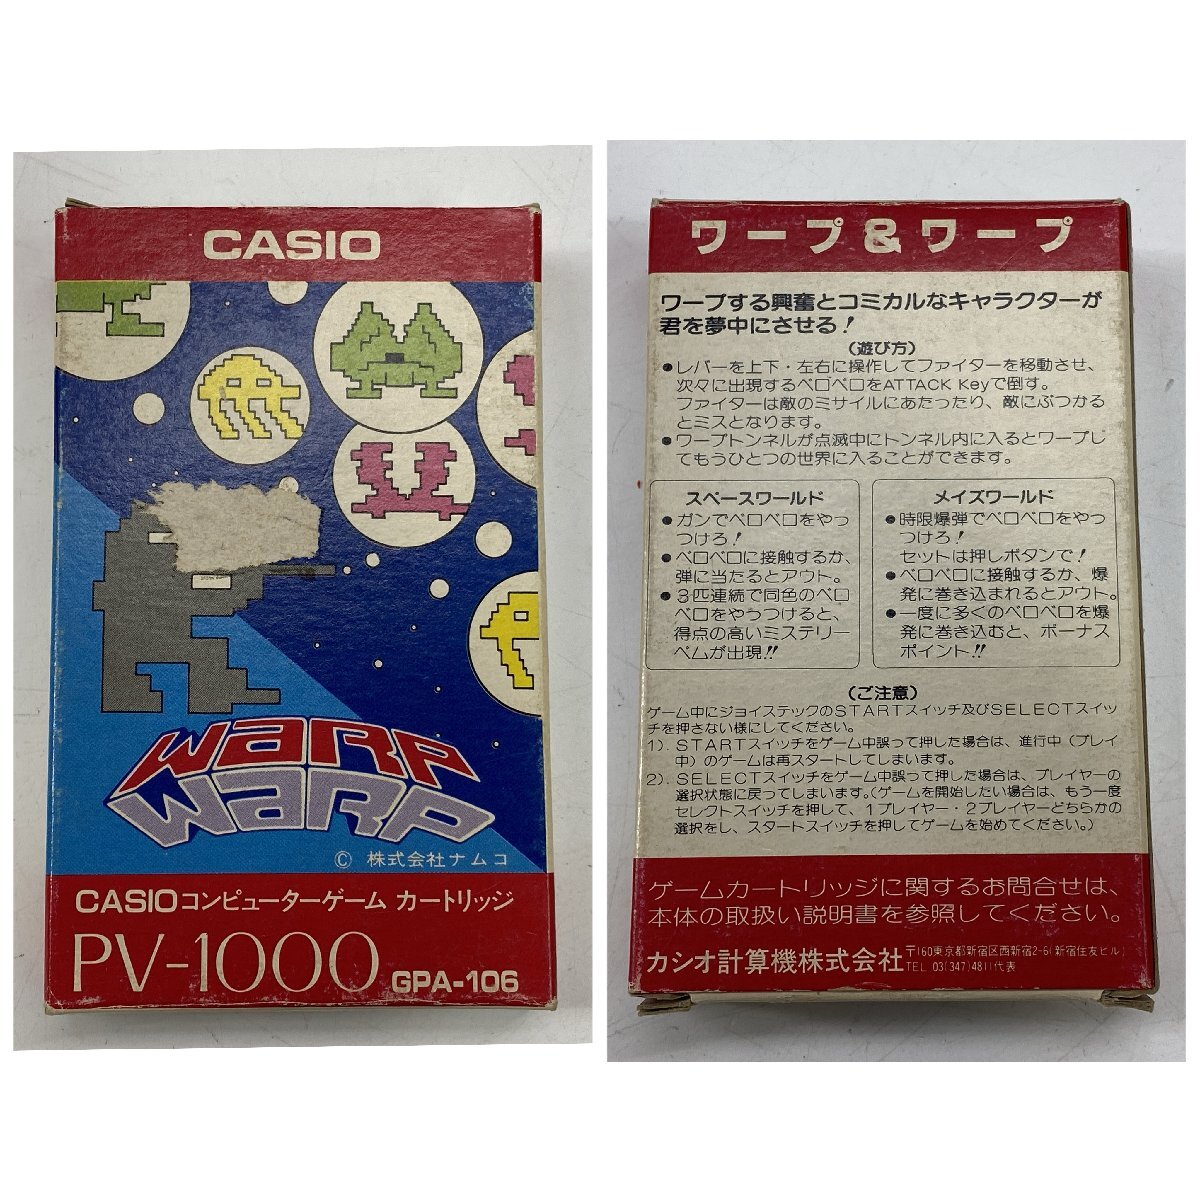 CASIO
WARP
WARP
© 株式会社ナムコ
CASIOコンピューターゲーム カートリッジ
PV-1000 GPA-106
ワープ&ワープ
ワープする興奮とコミカルなキャラクターが
君を夢中にさせる!
(遊び方)
●レバーを上下・左右に操作してファイターを移動させ、
次々に出現するベロベロをATTACK Keyで倒す。
ファイターは敵のミサイルにあたったり、敵にぶつかる
とミスとなります。
●ワープトンネルが点滅中にトンネル内に入るとワープし
てもうひとつの世界に入ることができます。
スペースワールド
●ガンでベロベロをやっ
つけろ!
●ベロベロに接触するか、
弾に当たるとアウト。
●3匹連続で同色のベロ
ベロをやっつけると、
得点の高いミステリー
ベムが出現!!
メイズワールド
●時限爆弾でベロベロをやっ
つけろ!
セットは押しボタンで!
●ベロベロに接触するか、爆
発に巻き込まれるとアウト。
●一度に多くのベロベロを爆
発に巻き込むと、ボーナス
ポイント!!
(ご注意)
ゲーム中にジョイステックのSTARTスイッチ及びSELECTスイッ
チを押さない様にしてください。
1). STARTスイッチをゲーム中誤って押した場合は、進行中(プレイ
中)のゲームは再スタートしてしまいます。
2). SELECTスイッチをゲーム中誤って押した場合は、プレイヤーの
選択状態に戻ってしまいます。(ゲームを開始したい場合は、もう一度
セレクトスイッチを押して、1プレイヤー・2プレイヤーどちらかの
選択をし、スタートスイッチを押してゲームを始めてください。)
ゲームカートリッジに関するお問合せは、
本体の取扱い説明書を参照してください。
カシオ計算機株式会社 〒160東京都新宿区西新宿2-6(新宿住友ビル)
TEL 03(347)4811代表